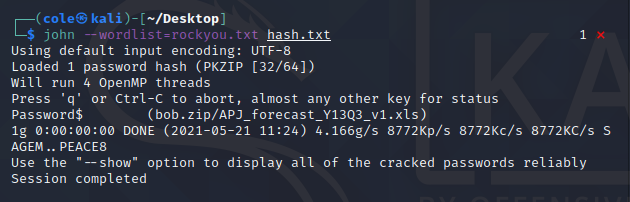 (cole㉿kali)-[~/Desktop]
$ john --wordlist=rockyou.txt hash.txt 1 ⨯
Using default input encoding: UTF-8
Loaded 1 password hash (PKZIP [32/64])
Will run 4 OpenMP threads
Press 'q' or Ctrl-C to abort, almost any other key for status
Password$ (bob.zip/APJ_forecast_Y13Q3_v1.xls)
1g 0:00:00:00 DONE (2021-05-21 11:24) 4.166g/s 8772Kp/s 8772Kc/s 8772KC/s S
AGEM..PEACE8
Use the "--show" option to display all of the cracked passwords reliably
Session completed